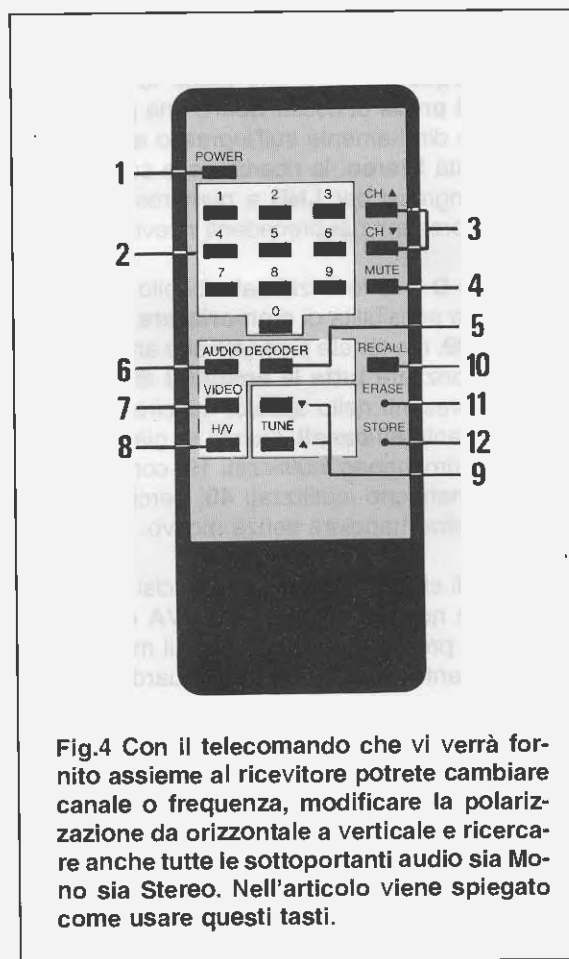 POWER
1
1 2 3
CH ▲
4 5 6
CH ▼
3
2
7 8 9
MUTE
4
0
5
AUDIO DECODER
RECALL
6
10
VIDEO
▼
ERASE
7
11
H/V
TUNE
▲
STORE
8
12
9
Fig.4 Con il telecomando che vi verrà for-
nito assieme al ricevitore potrete cambiare
canale o frequenza, modificare la polariz-
zazione da orizzontale a verticale e ricerca-
re anche tutte le sottoportanti audio sia Mo-
no sia Stereo. Nell'articolo viene spiegato
come usare questi tasti.